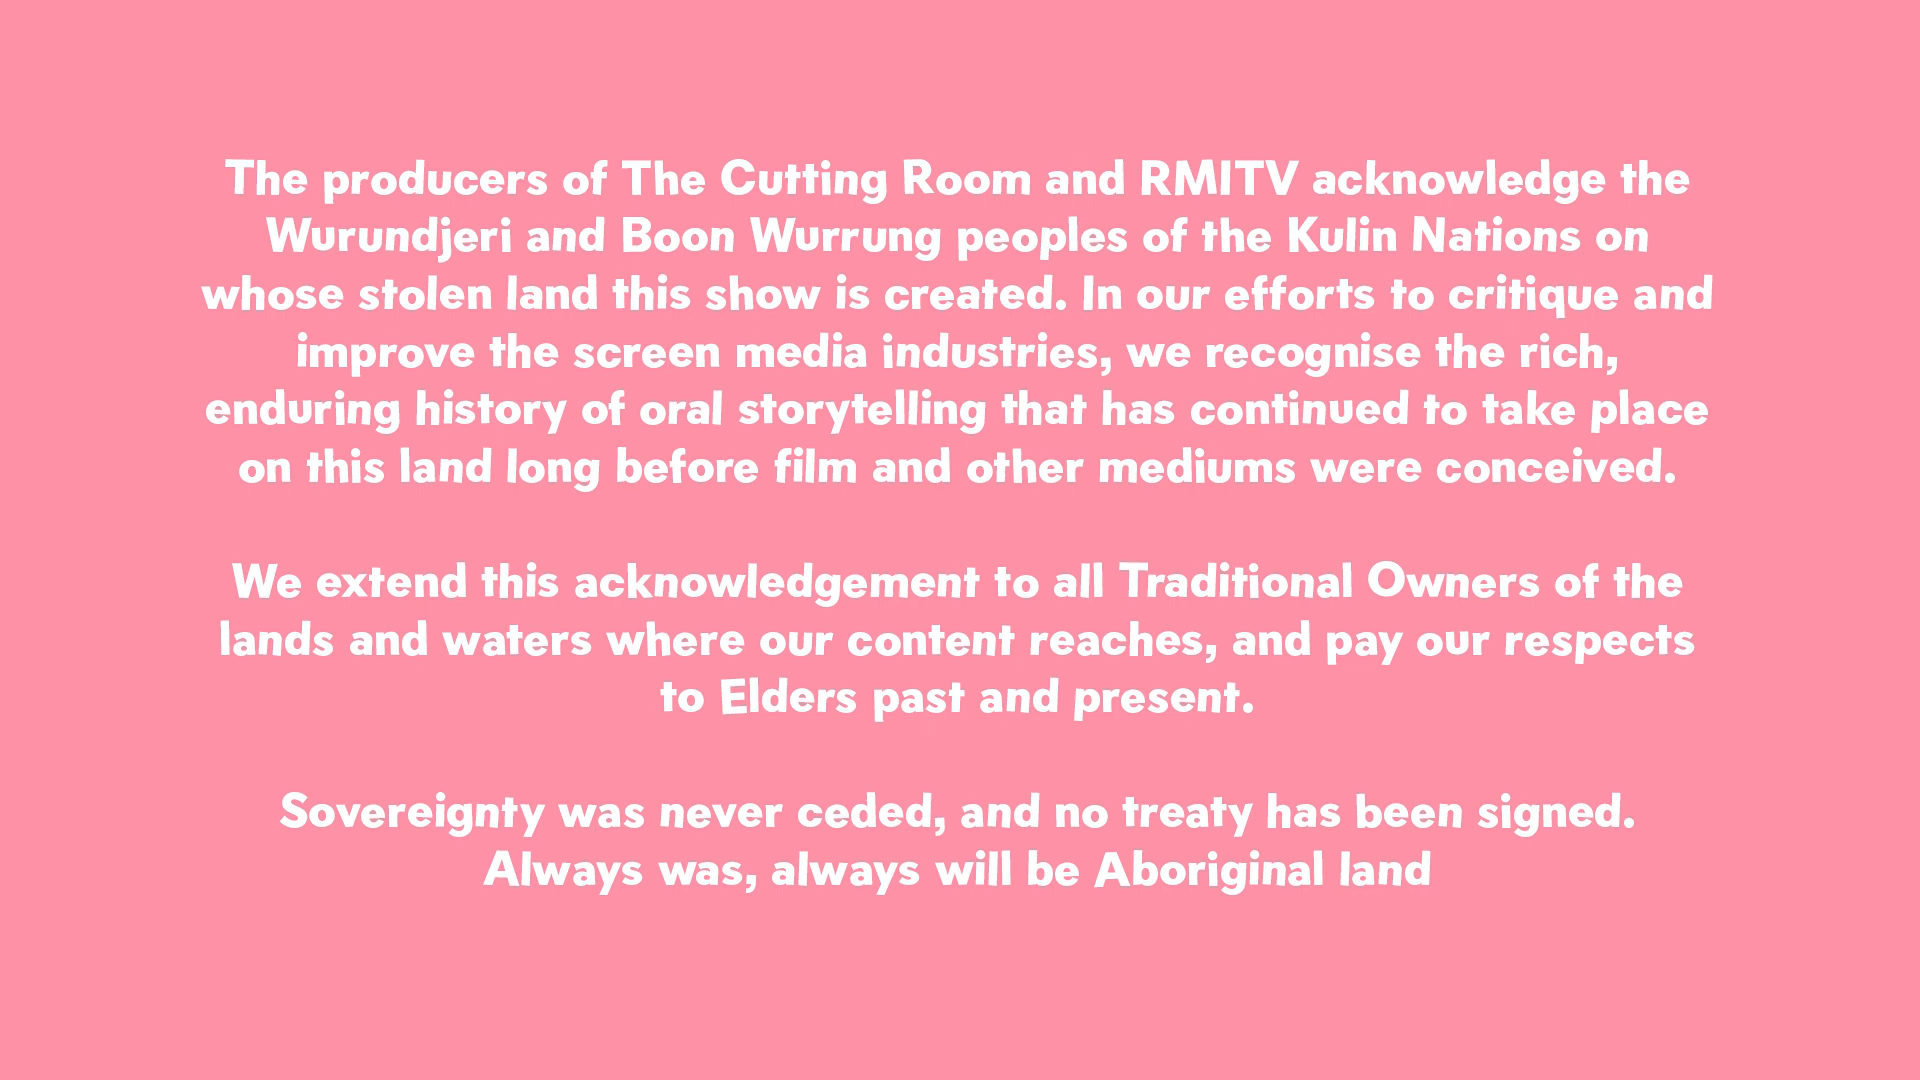 The producers of The Cutting Room and RMITV acknowledge the
Wurundjeri and Boon Wurrung peoples of the Kulin Nations on
whose stolen land this show is created. In our efforts to critique and
improve the screen media industries, we recognise the rich,
enduring history of oral storytelling that has continued to take place
on this land long before film and other mediums were conceived.
We extend this acknowledgement to all Traditional Owners of the
lands and waters where our content reaches, and pay our respects
to Elders past and present.
Sovereignty was never ceded, and no treaty has been signed.
Always was, always will be Aboriginal land